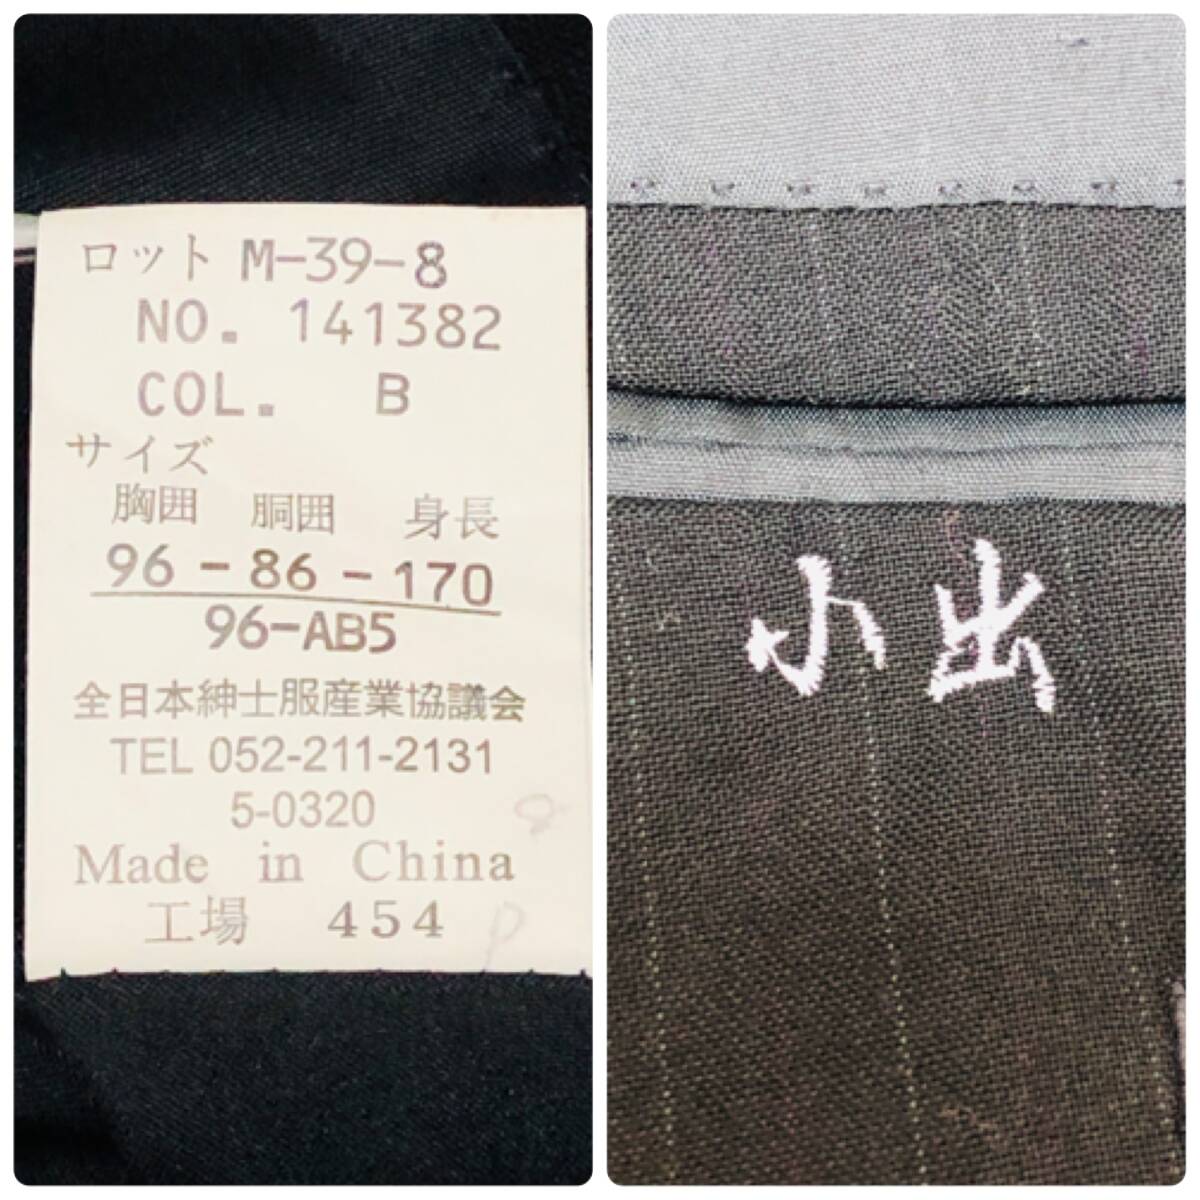 ロット M-39-8
NO. 141382
COL. B
サイズ
胸囲 胴囲 身長
96-86-170
96-AB5
全日本紳士服産業協議会
TEL 052-211-2131
5-0320
Made in China
工場 454
小出